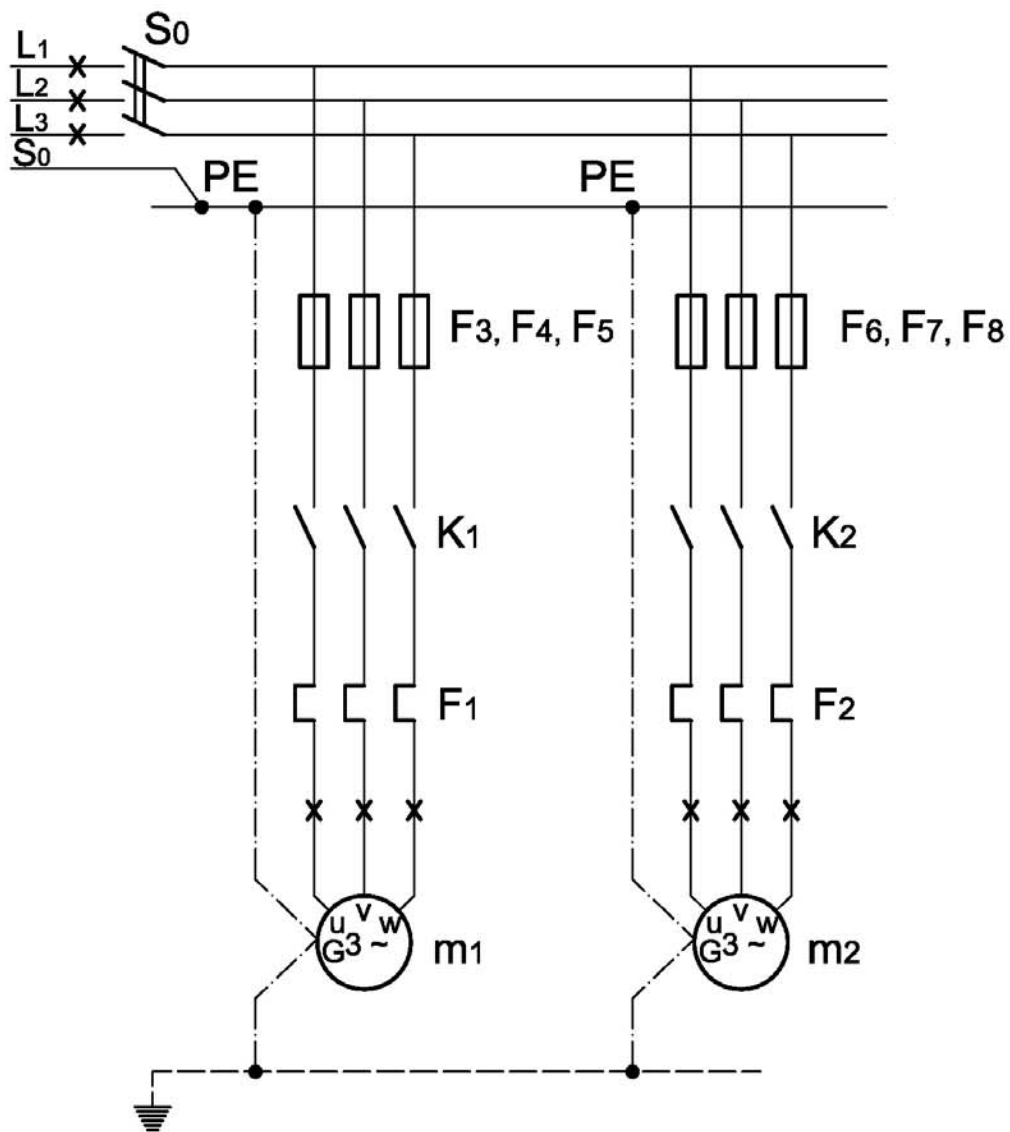 S0
L1
L2
L3
S0
PE PE
F3, F4, F5 F6, F7, F8
K1 K2
F1 F2
u v w u v w
G3 ~ m1 G3 ~ m2